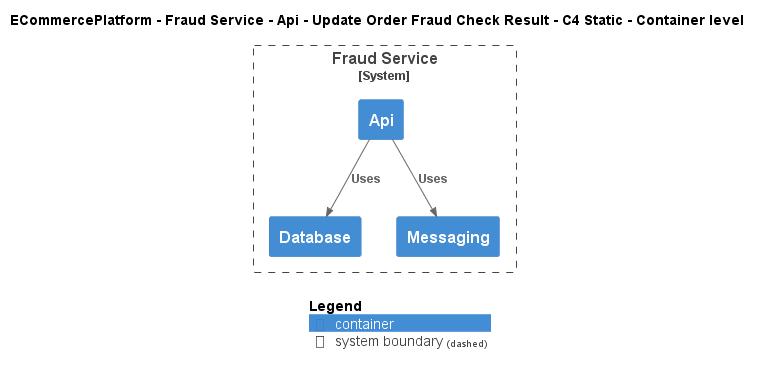 ECommercePlatform - Fraud Service - Api - Update Order Fraud Check Result - C4 Static - Container level
Fraud Service
[System]
Api
Uses Uses
Database Messaging
Legend
container
system boundary (dashed)